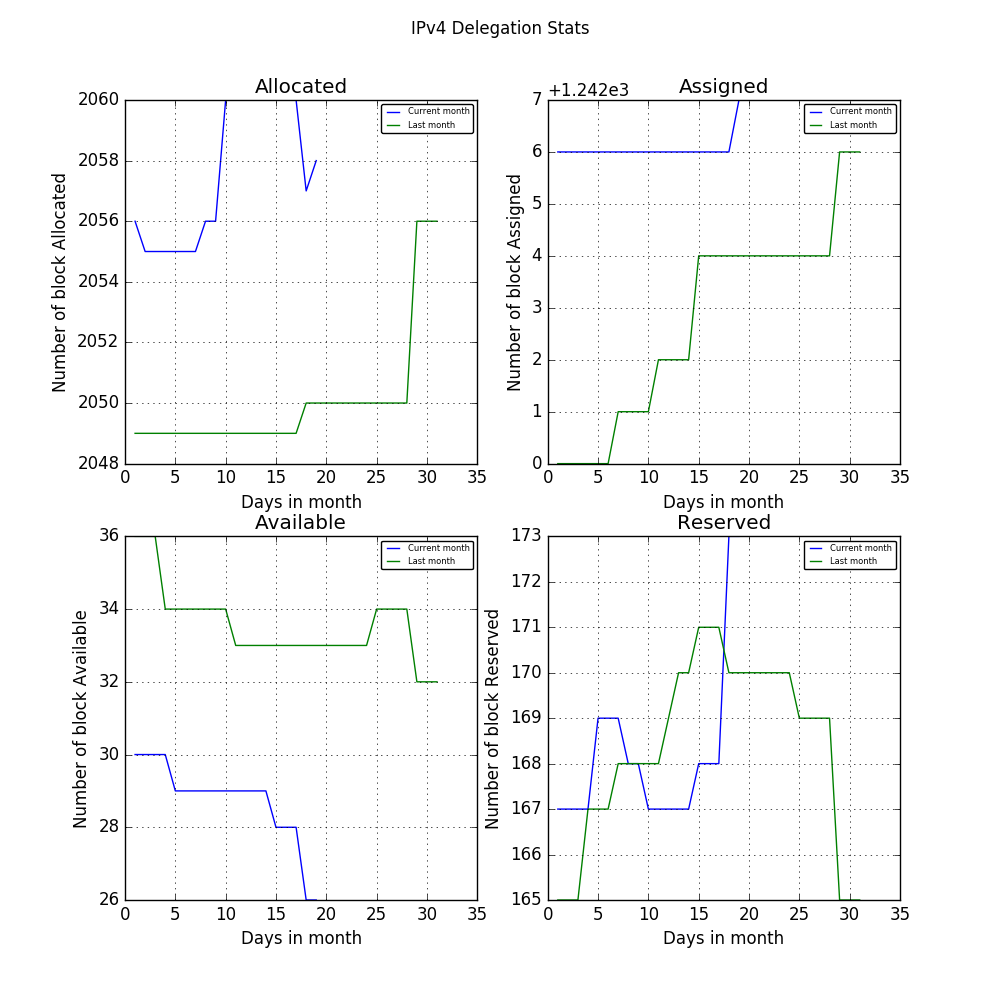 IPv4 Delegation Stats
Allocated
2060
2058
2056
2054
2052
2050
2048
Number of block Allocated
0 5 10 15 20 25 30 35
Days in month
Current month
Last month
+1.242e3
Assigned
7
6
5
4
3
2
1
0
Number of block Assigned
0 5 10 15 20 25 30 35
Days in month
Current month
Last month
Available
36
34
32
30
28
26
Number of block Available
0 5 10 15 20 25 30 35
Days in month
Current month
Last month
Reserved
173
172
171
170
169
168
167
166
165
Number of block Reserved
0 5 10 15 20 25 30 35
Days in month
Current month
Last month